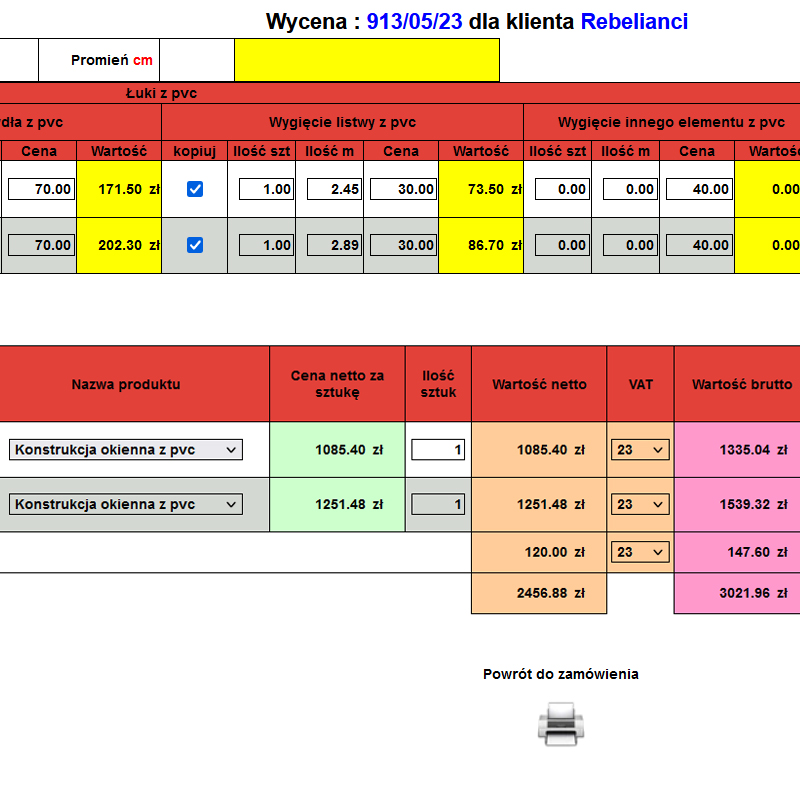 Wycena : 913/05/23 dla klienta Rebelianci
Promień cm
Łuki z pvc
dła z pvc Wygięcie listwy z pvc Wygięcie innego elementu z pvc
Cena Wartość kopiuj Ilość szt Ilość m Cena Wartość Ilość szt Ilość m Cena Wartość
70.00 171.50 zł 1.00 2.45 30.00 73.50 zł 0.00 0.00 40.00 0.00
70.00 202.30 zł 1.00 2.89 30.00 86.70 zł 0.00 0.00 40.00 0.00
Nazwa produktu Cena netto za sztukę Ilość sztuk Wartość netto VAT Wartość brutto
Konstrukcja okienna z pvc 1085.40 zł 1 1085.40 zł 23 1335.04 zł
Konstrukcja okienna z pvc 1251.48 zł 1 1251.48 zł 23 1539.32 zł
120.00 zł 23 147.60 zł
2456.88 zł 3021.96 zł
Powrót do zamówienia